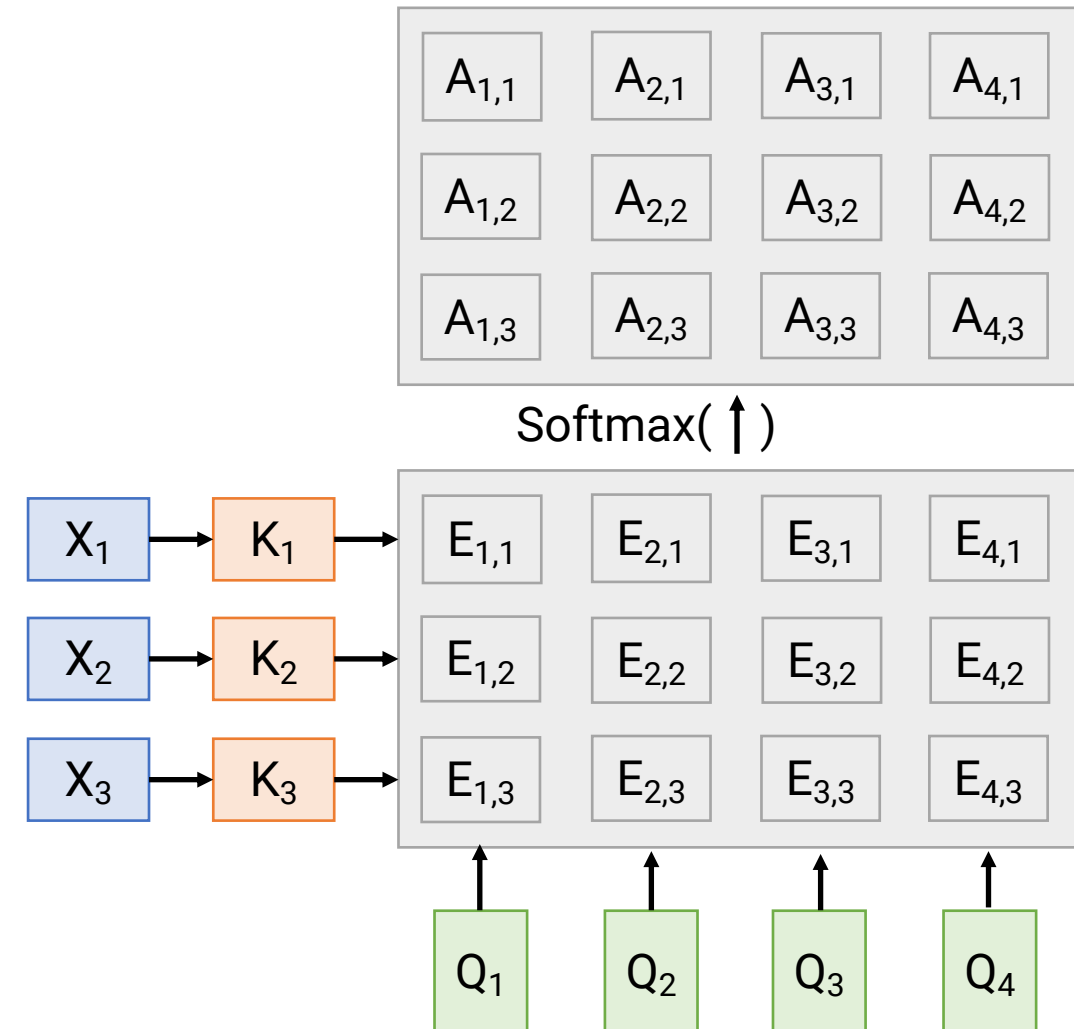 A1,1 A2,1 A3,1 A4,1
A1,2 A2,2 A3,2 A4,2
A1,3 A2,3 A3,3 A4,3
Softmax( ↑ )
X1 K1 E1,1 E2,1 E3,1 E4,1
X2 K2 E1,2 E2,2 E3,2 E4,2
X3 K3 E1,3 E2,3 E3,3 E4,3
Q1 Q2 Q3 Q4